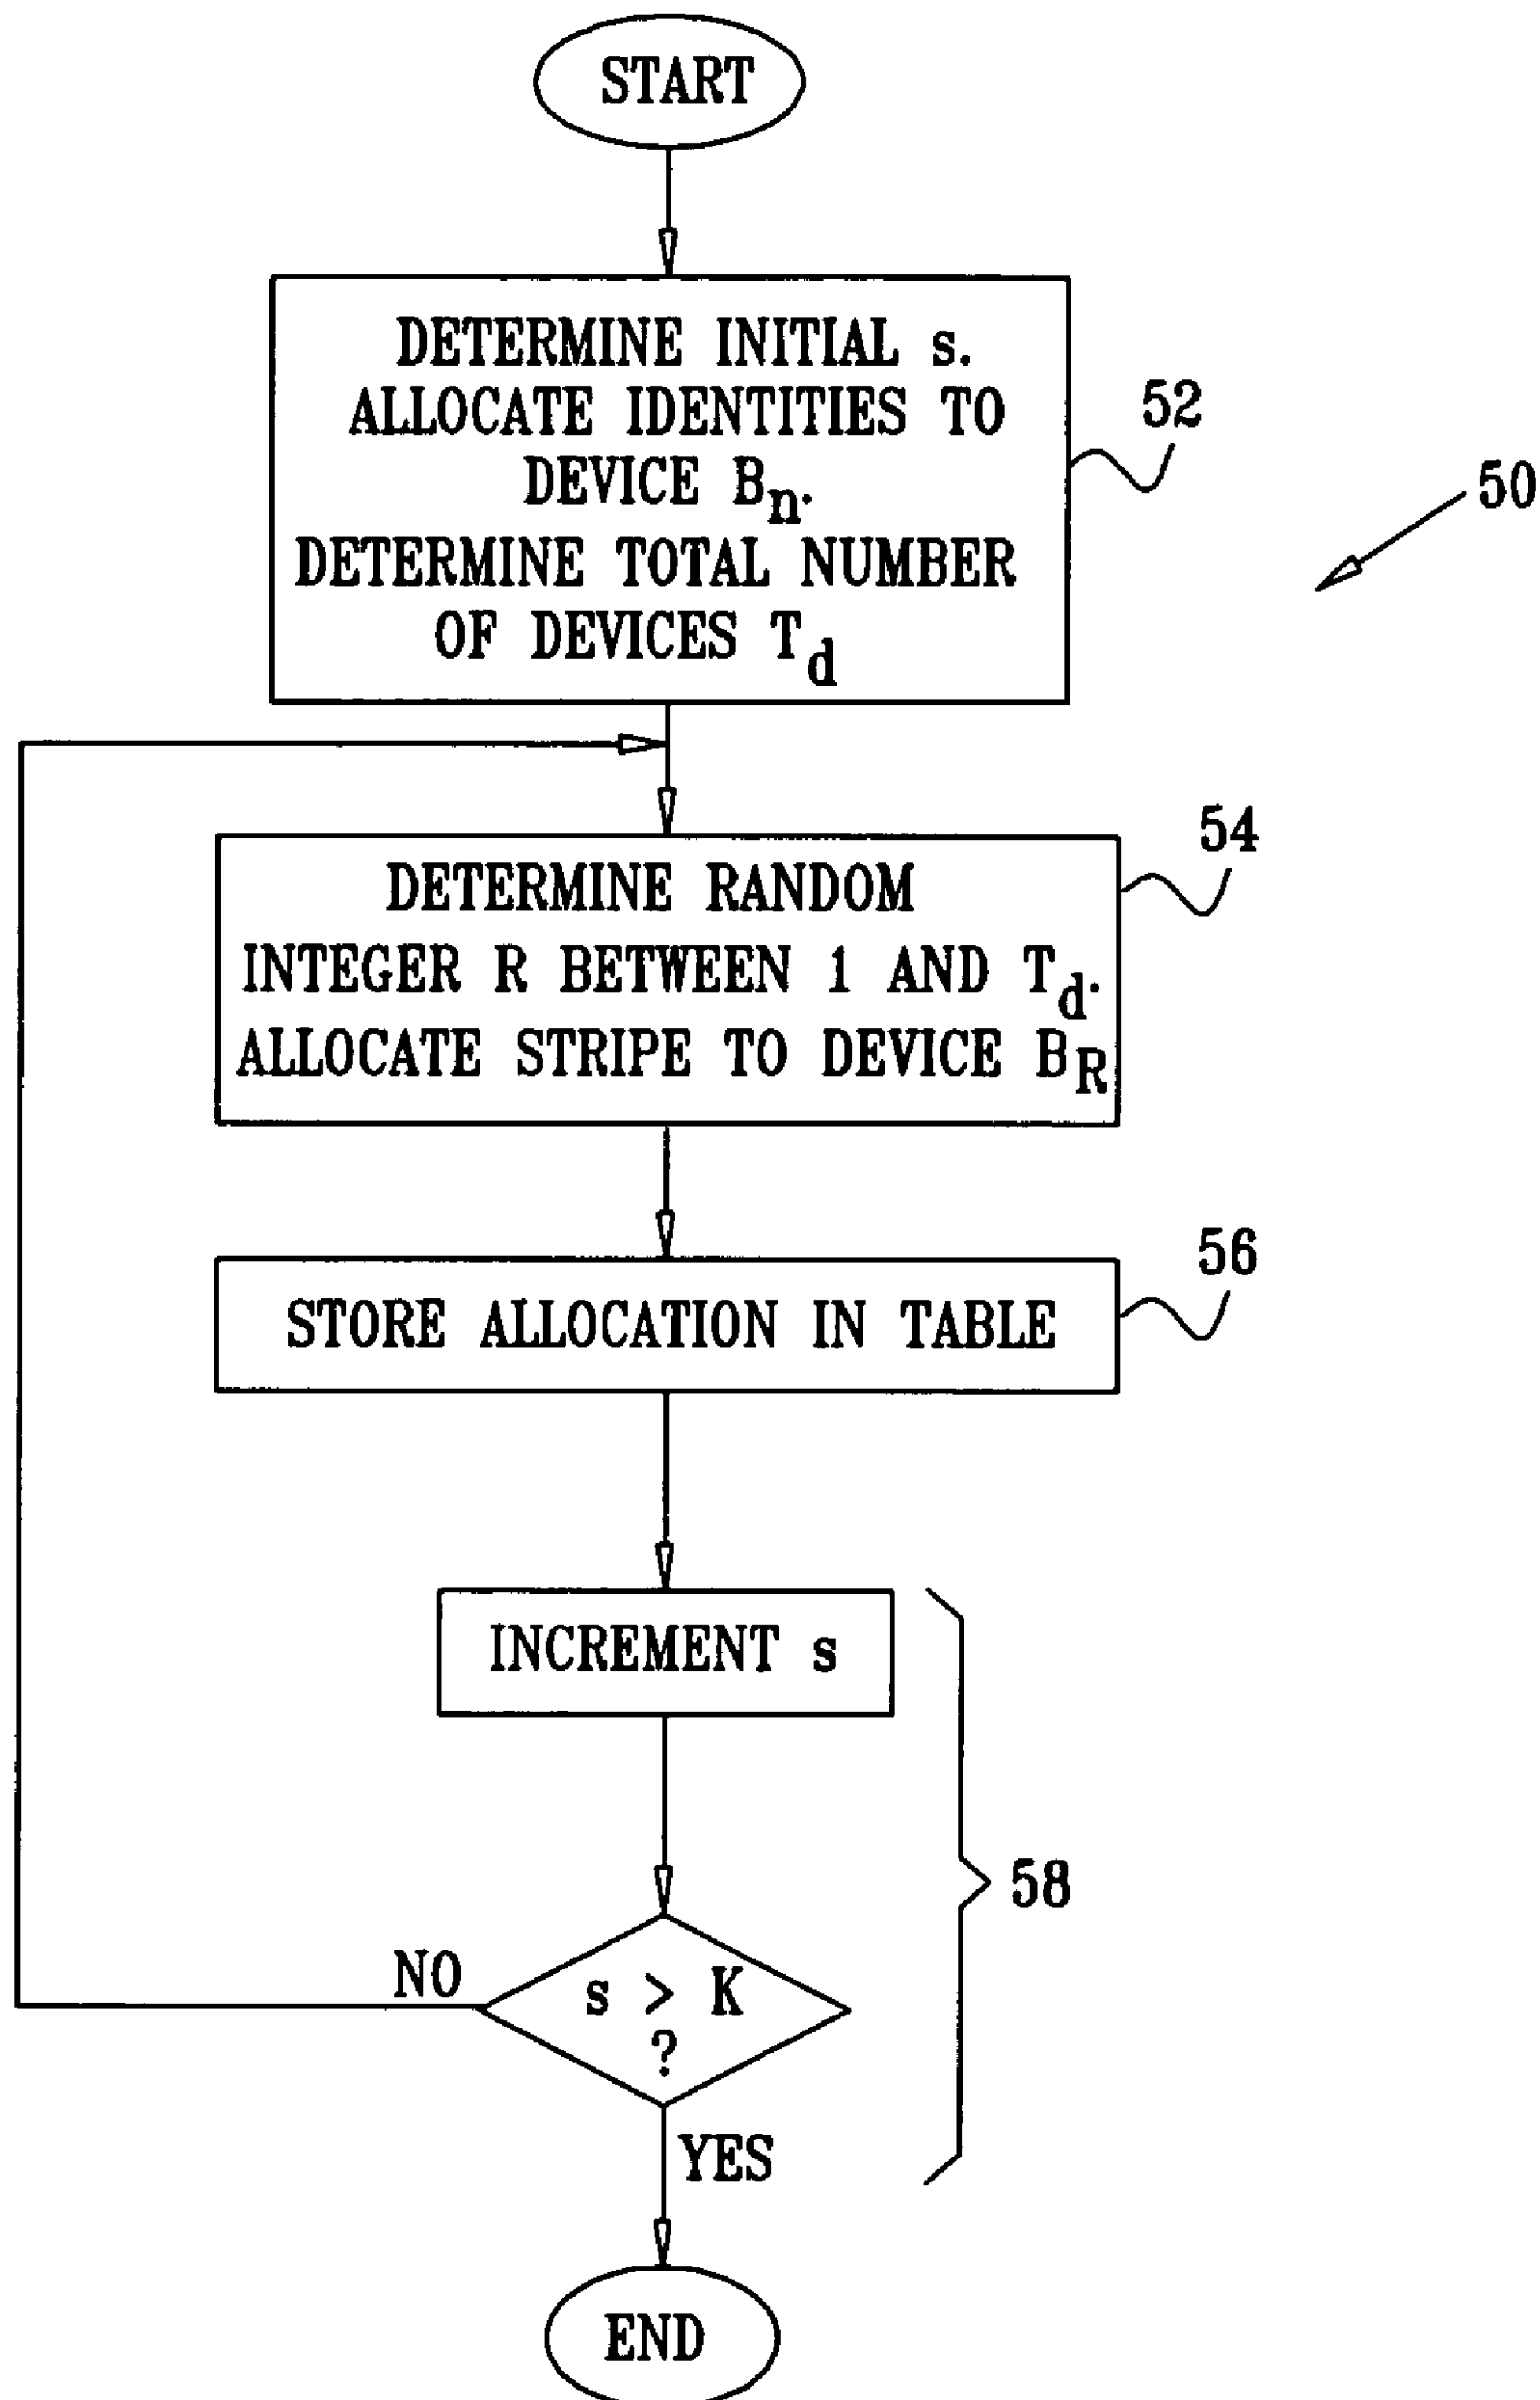 START
DETERMINE INITIAL s.
ALLOCATE IDENTITIES TO
DEVICE Bn.
DETERMINE TOTAL NUMBER
OF DEVICES Td
52
50
DETERMINE RANDOM
INTEGER R BETWEEN 1 AND Td.
ALLOCATE STRIPE TO DEVICE BR
54
STORE ALLOCATION IN TABLE
56
INCREMENT s
58
s > K
?
NO
YES
END